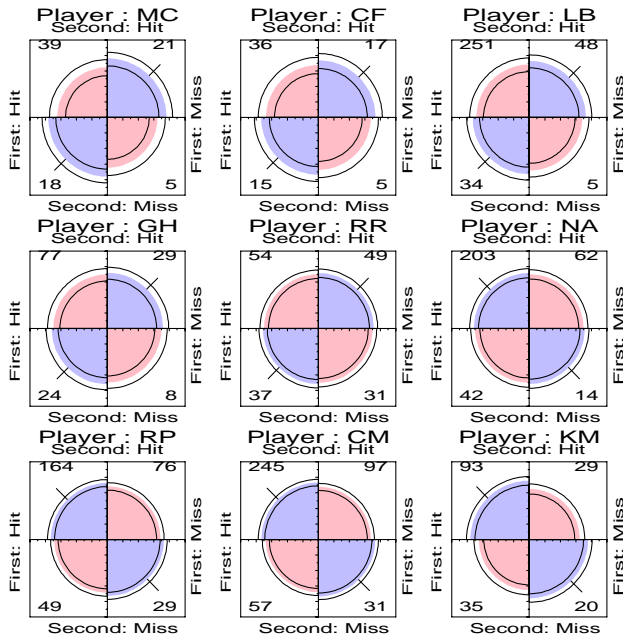 Player : MC
Second: Hit
39 21
First: Hit
First: Miss
18 5
Second: Miss
Player : CF
Second: Hit
36 17
First: Hit
First: Miss
15 5
Second: Miss
Player : LB
Second: Hit
251 48
First: Hit
First: Miss
34 5
Second: Miss
Player : GH
Second: Hit
77 29
First: Hit
First: Miss
24 8
Second: Miss
Player : RR
Second: Hit
54 49
First: Hit
First: Miss
37 31
Second: Miss
Player : NA
Second: Hit
203 62
First: Hit
First: Miss
42 14
Second: Miss
Player : RP
Second: Hit
164 76
First: Hit
First: Miss
49 29
Second: Miss
Player : CM
Second: Hit
245 97
First: Hit
First: Miss
57 31
Second: Miss
Player : KM
Second: Hit
93 29
First: Hit
First: Miss
35 20
Second: Miss